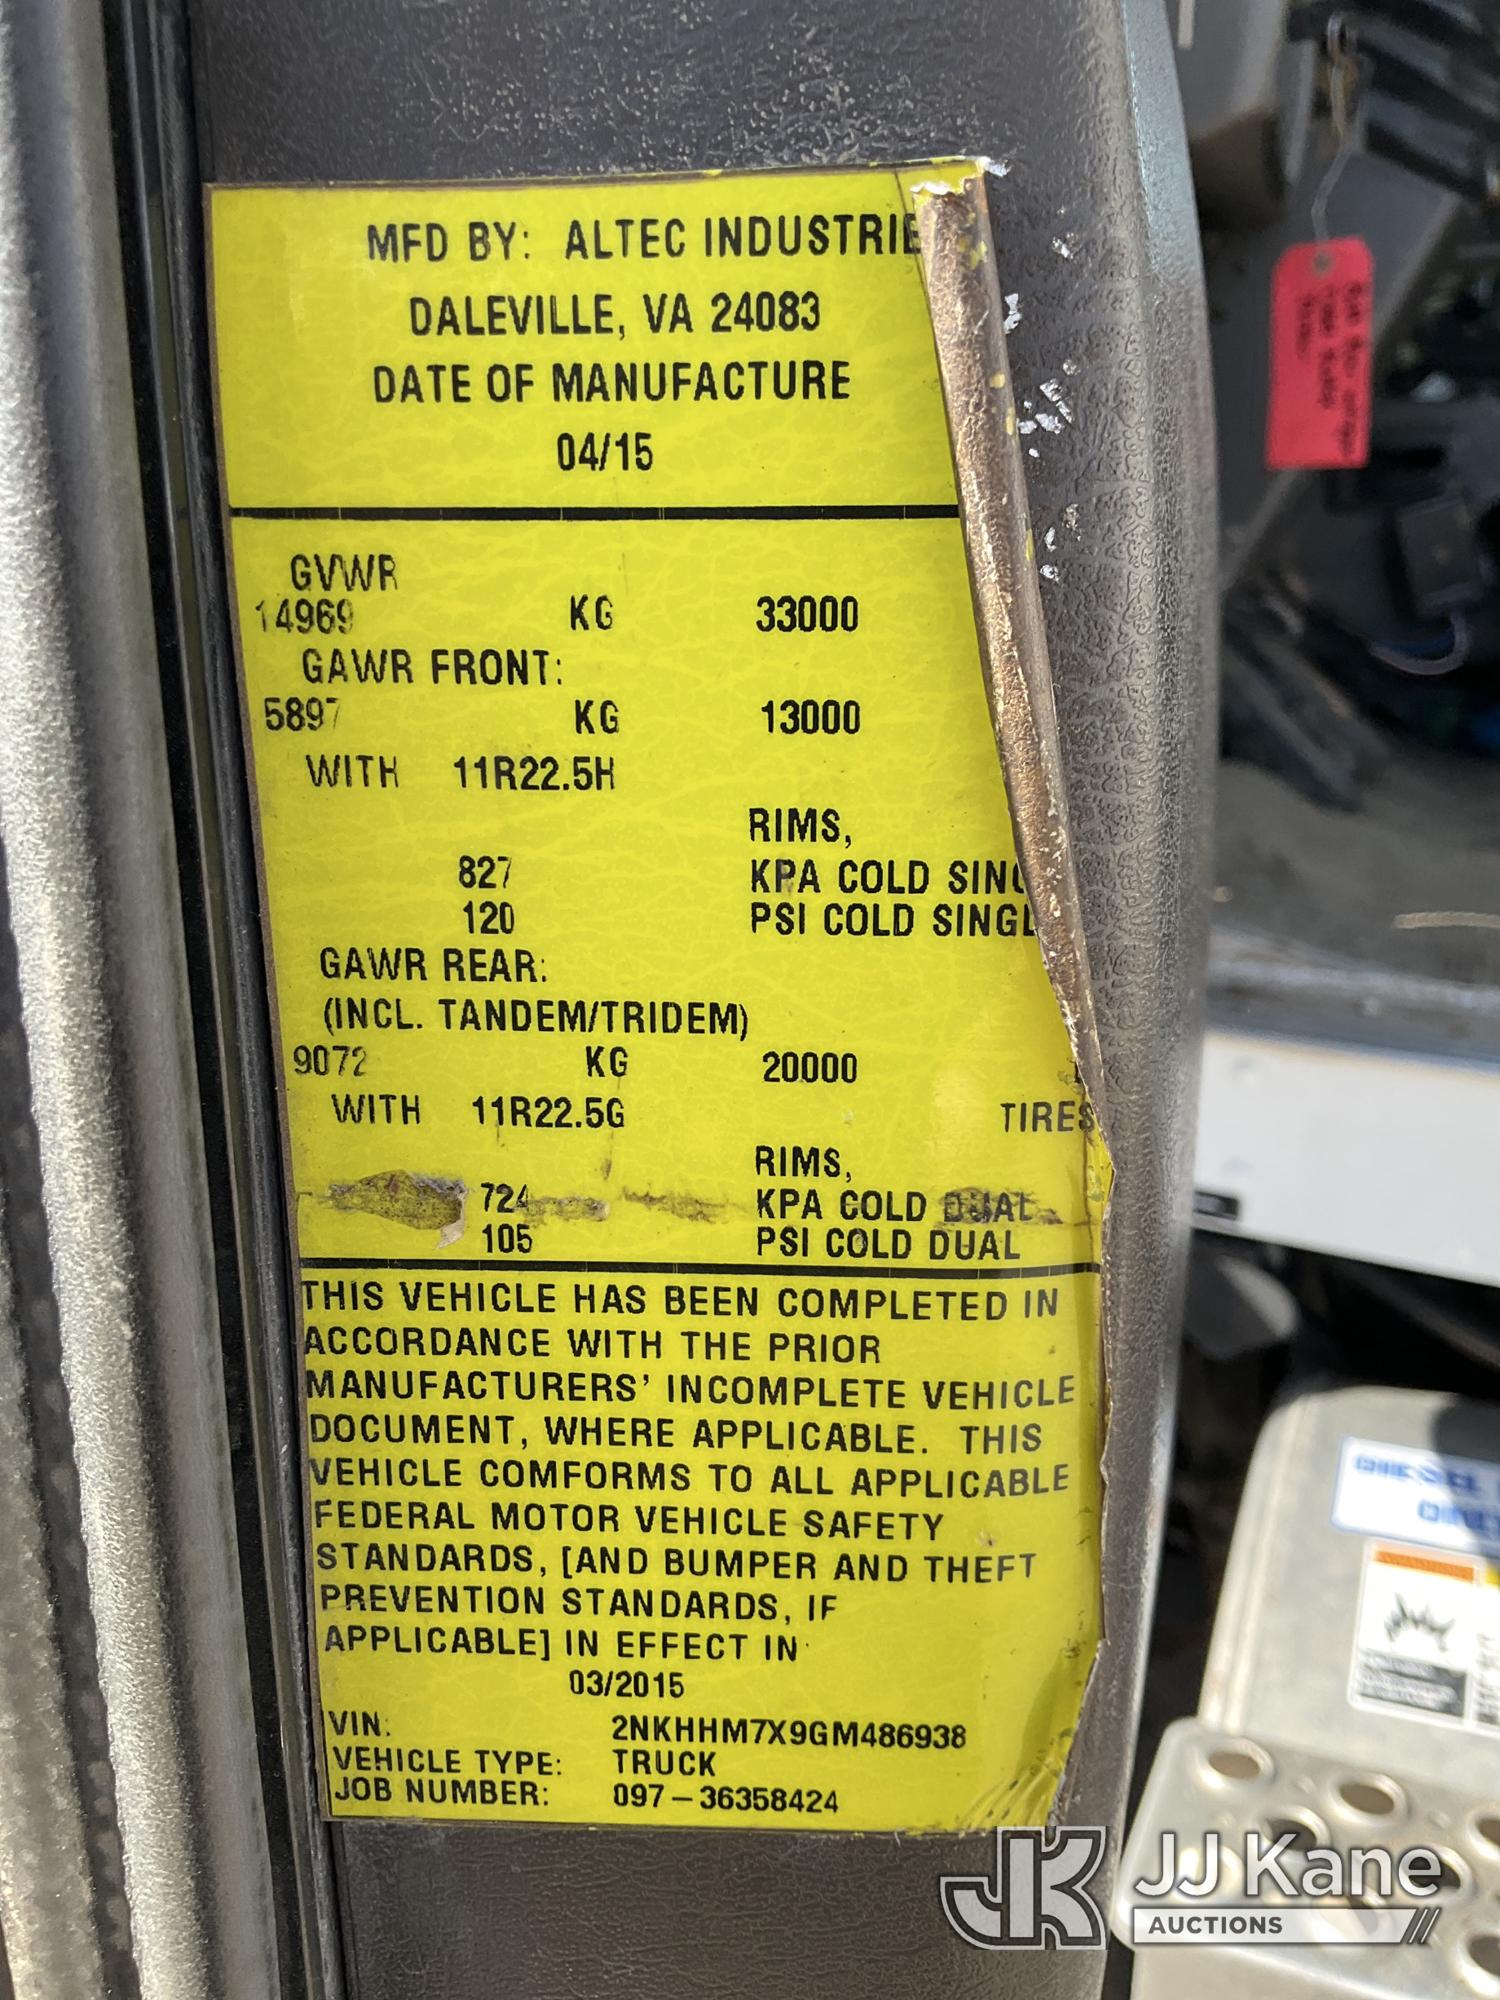 MFD BY: ALTEC INDUSTRIE
DALEVILLE, VA 24083
DATE OF MANUFACTURE
04/15
GVWR
14969 KG 33000
GAWR FRONT:
5897 KG 13000
WITH 11R22.5H
RIMS,
827 KPA COLD SING
120 PSI COLD SINGL
GAWR REAR:
(INCL. TANDEM/TRIDEM)
9072 KG 20000
WITH 11R22.5G TIRES
RIMS,
724 KPA COLD DUAL
105 PSI COLD DUAL
THIS VEHICLE HAS BEEN COMPLETED IN
ACCORDANCE WITH THE PRIOR
MANUFACTURERS' INCOMPLETE VEHICLE
DOCUMENT, WHERE APPLICABLE. THIS
VEHICLE COMFORMS TO ALL APPLICABLE
FEDERAL MOTOR VEHICLE SAFETY
STANDARDS, [AND BUMPER AND THEFT
PREVENTION STANDARDS, IF
APPLICABLE] IN EFFECT IN
03/2015
VIN: 2NKHHM7X9GM486938
VEHICLE TYPE: TRUCK
JOB NUMBER: 097-36358424
DIESEL
JK JJ Kane
AUCTIONS